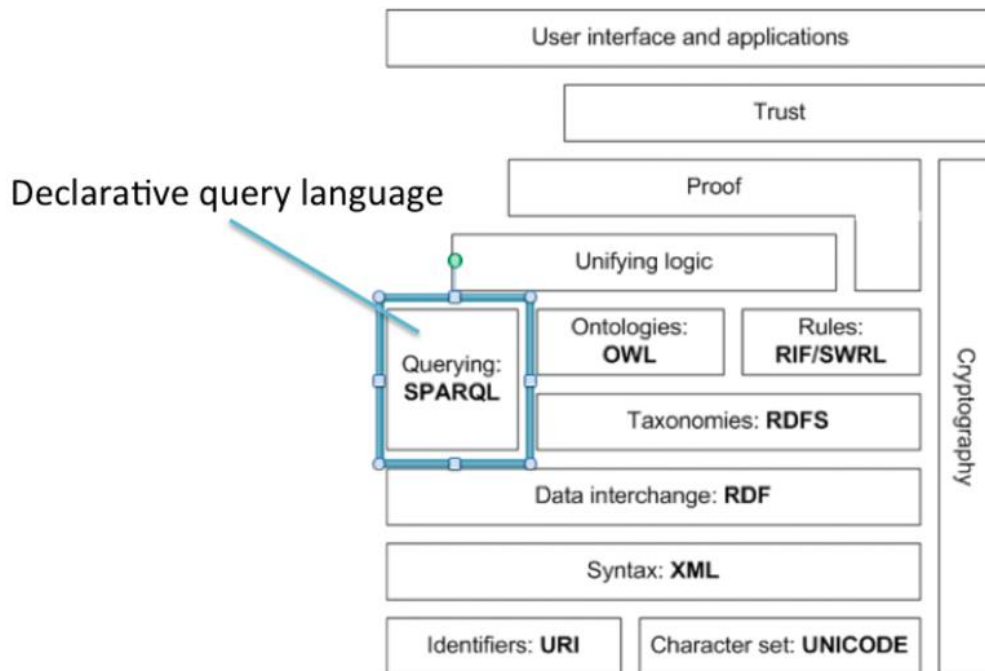 User interface and applications
Trust
Proof
Declarative query language
Unifying logic
Querying:
SPARQL
Ontologies:
OWL
Rules:
RIF/SWRL
Taxonomies: RDFS
Cryptography
Data interchange: RDF
Syntax: XML
Identifiers: URI
Character set: UNICODE